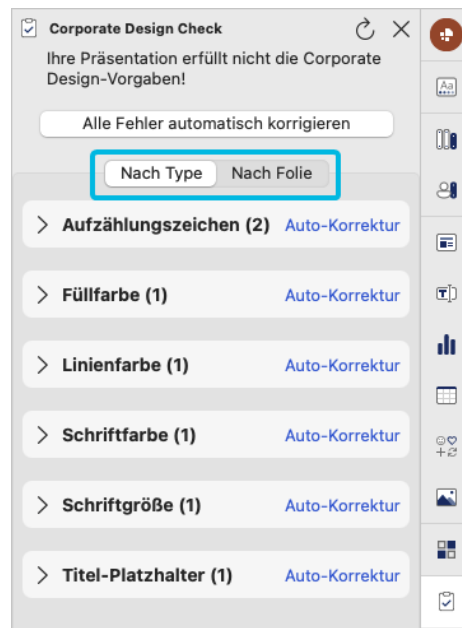 Corporate Design Check
Ihre Präsentation erfüllt nicht die Corporate
Design-Vorgaben!
Alle Fehler automatisch korrigieren
Nach Type Nach Folie
Aufzählungszeichen (2) Auto-Korrektur
Füllfarbe (1) Auto-Korrektur
Linienfarbe (1) Auto-Korrektur
Schriftfarbe (1) Auto-Korrektur
Schriftgröße (1) Auto-Korrektur
Titel-Platzhalter (1) Auto-Korrektur
Aa
T